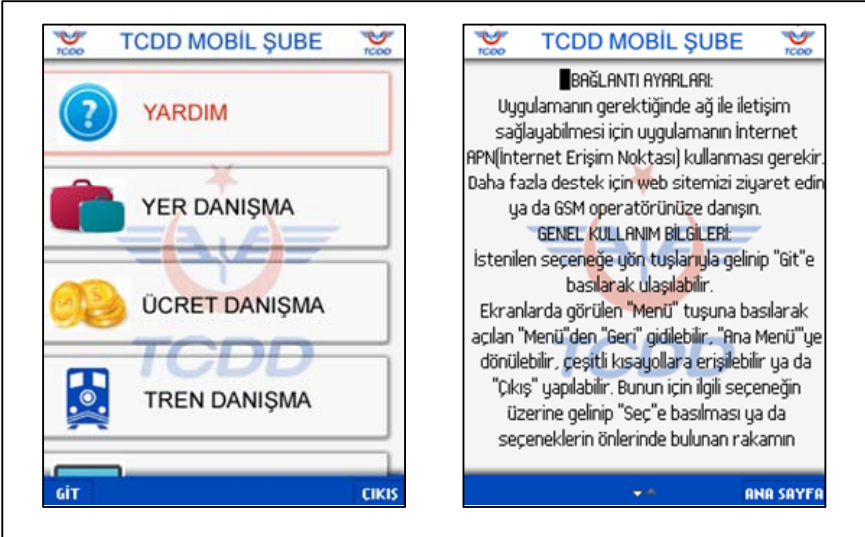 TCDD
TCDD MOBİL ŞUBE
TCDD
YARDIM
YER DANIŞMA
ÜCRET DANIŞMA
TCDD
TREN DANIŞMA
GİT
ÇIKIŞ
TCDD
TCDD MOBİL ŞUBE
TCDD
BAĞLANTI AYARLARI:
Uygulamanın gerektiğinde ağ ile iletişim
sağlayabilmesi için uygulamanın İnternet
APN(İnternet Erişim Noktası) kullanması gerekir.
Daha fazla destek için web sitemizi ziyaret edin
ya da GSM operatörünüze danışın.
GENEL KULLANIM BİLGİLERİ:
İstenilen seçeneğe yön tuşlarıyla gelinip "Git"e
basılarak ulaşılabilir.
Ekranlarda görülen "Menü" tuşuna basılarak
açılan "Menü"den "Geri" gidilebilir, "Ana Menü"'ye
dönülebilir, çeşitli kısayollara erişilebilir ya da
"Çıkış" yapılabilir. Bunun için ilgili seçeneğin
üzerine gelinip "Seç"e basılması ya da
seçeneklerin önlerinde bulunan rakamın
TCDD
ANA SAYFA